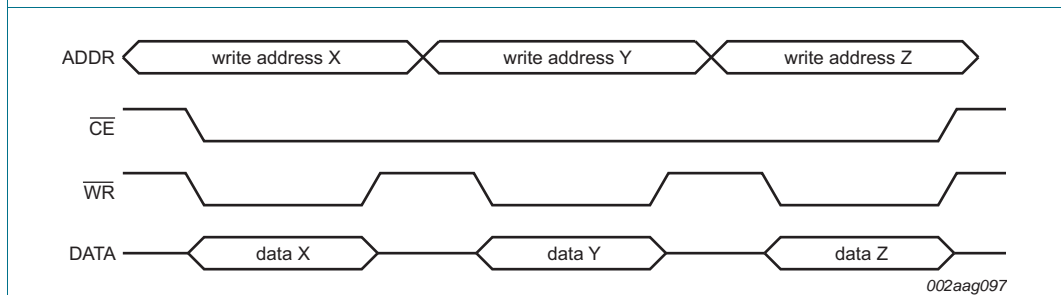 ADDR write address X write address Y write address Z
CE
WR
DATA data X data Y data Z
002aag097